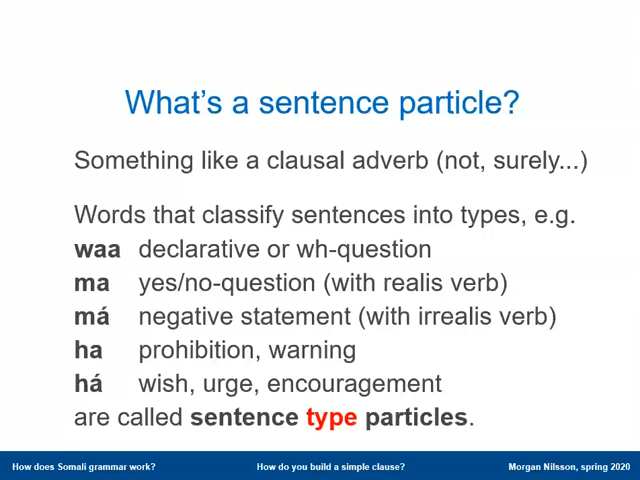 What's a sentence particle?
Something like a clausal adverb (not, surely...)
Words that classify sentences into types, e.g.
waa declarative or wh-question
ma yes/no-question (with realis verb)
má negative statement (with irrealis verb)
ha prohibition, warning
há wish, urge, encouragement
are called sentence type particles.
How does Somali grammar work? How do you build a simple clause? Morgan Nilsson, spring 2020